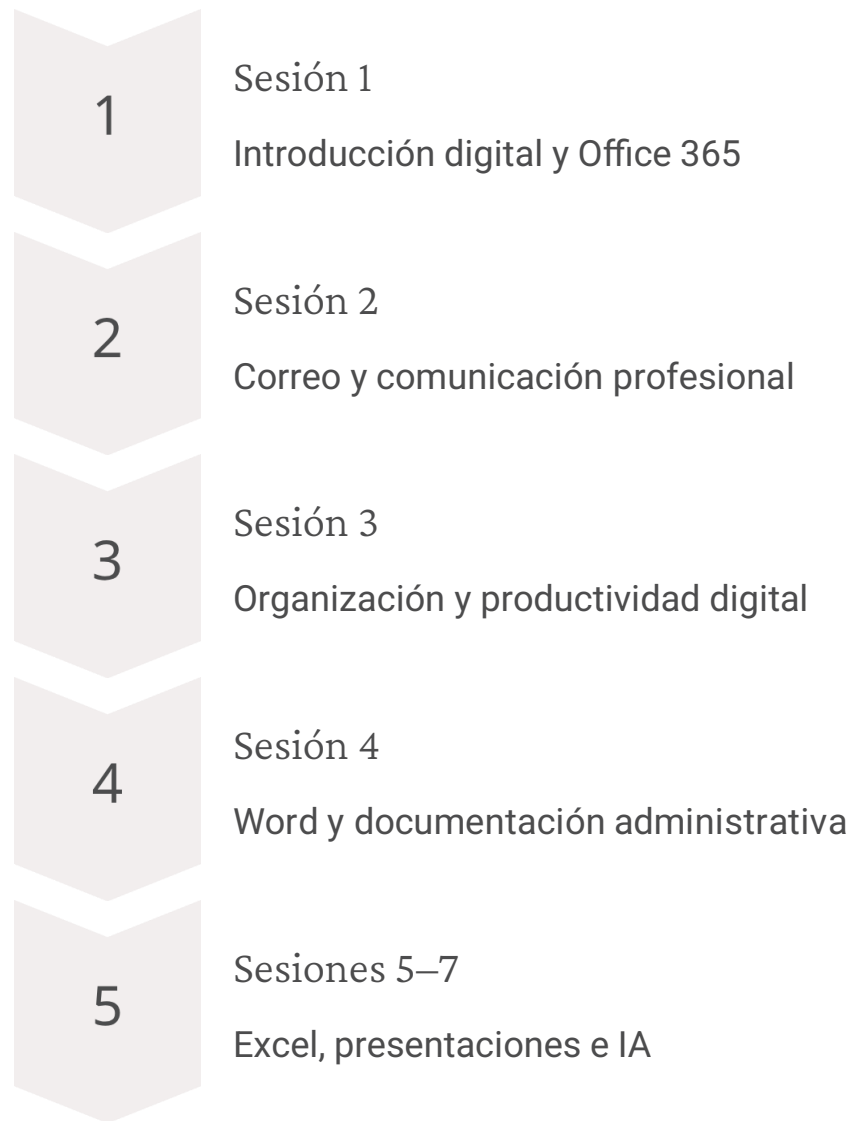 1
Sesión 1
Introducción digital y Office 365
2
Sesión 2
Correo y comunicación profesional
3
Sesión 3
Organización y productividad digital
4
Sesión 4
Word y documentación administrativa
5
Sesiones 5–7
Excel, presentaciones e IA